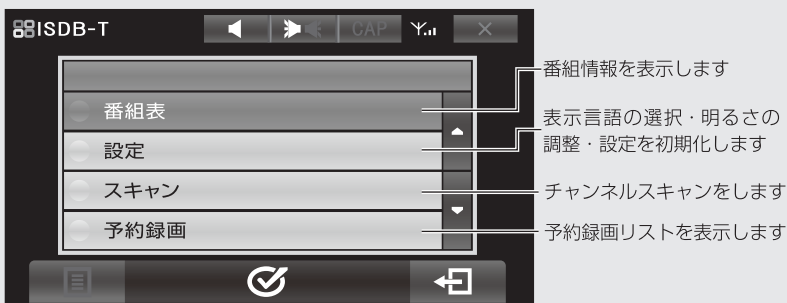 ISDB-T
CAP
番組表
設定
スキャン
予約録画
番組情報を表示します
表示言語の選択・明るさの
調整・設定を初期化します
チャンネルスキャンをします
予約録画リストを表示します